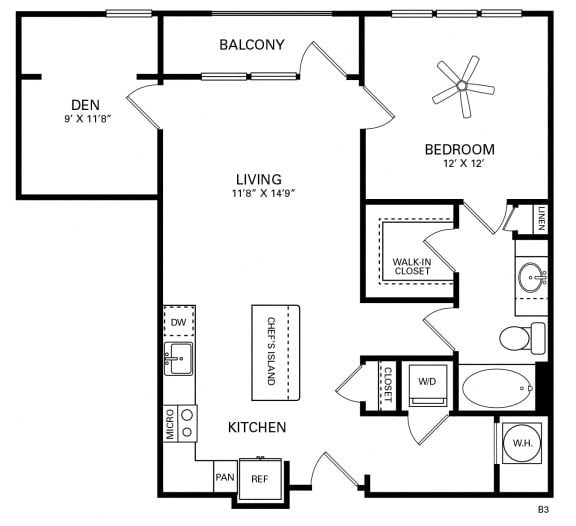 BALCONY
DEN
9' X 11'8"
BEDROOM
12' X 12'
LIVING
11'8" X 14'9"
LINEN
WALK-IN
CLOSET
DW
CHEF'S ISLAND
CLOSET
W/D
MICRO
KITCHEN
W.H.
PAN
REF
B3